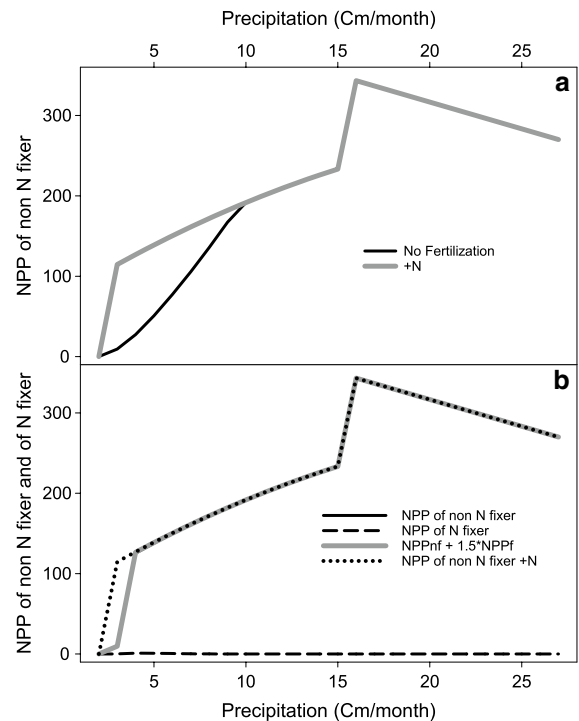 Precipitation (Cm/month)
5 10 15 20 25
a
NPP of non N fixer
300
200
100
0
No Fertilization
+N
b
NPP of non N fixer and of N fixer
300
200
100
0
NPP of non N fixer
NPP of N fixer
NPPnf + 1.5*NPPf
NPP of non N fixer +N
5 10 15 20 25
Precipitation (Cm/month)